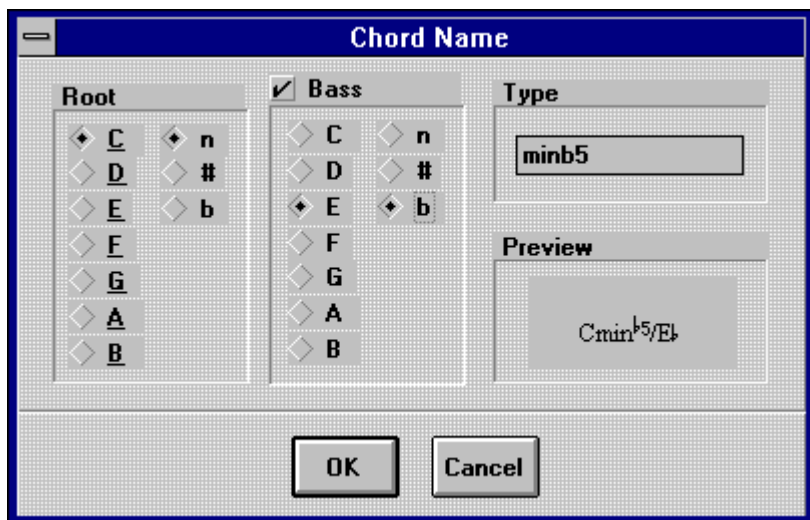 Chord Name
Root
C n
D #
E b
F
G
A
B
Bass
C n
D #
E b
F
G
A
B
Type
minb5
Preview
Cmin♭5/E♭
OK Cancel